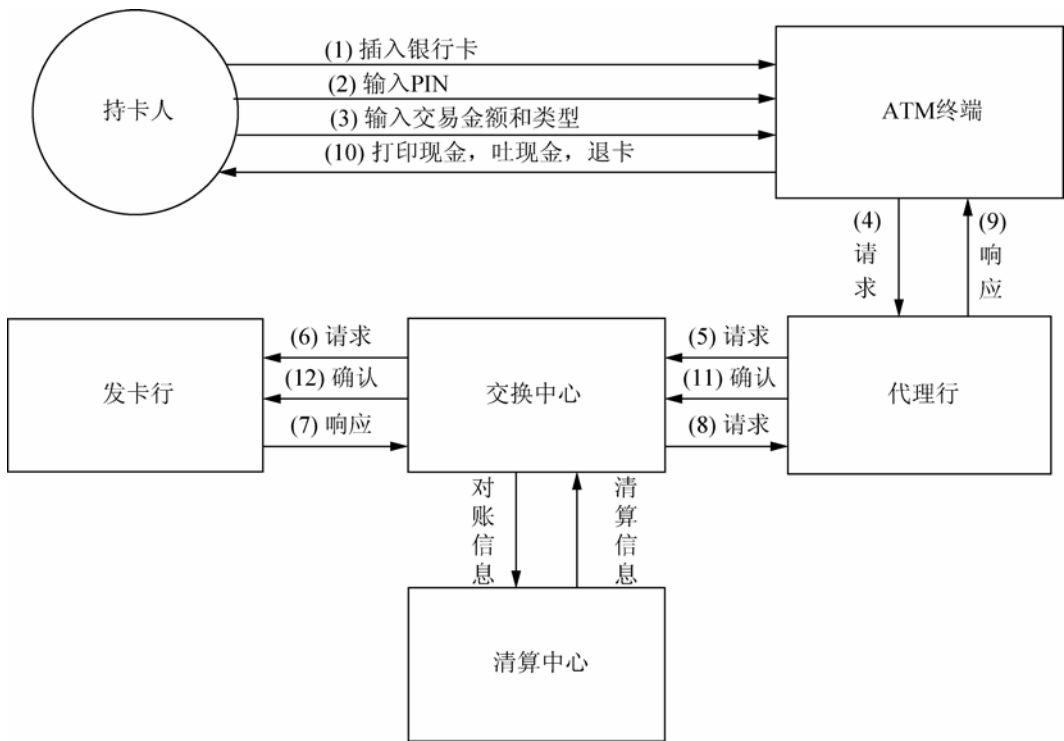 (1) 插入银行卡
(2) 输入PIN
持卡人
(3) 输入交易金额和类型
ATM终端
(10) 打印现金，吐现金，退卡
(4)
请
求
(9)
响
应
(6) 请求
(5) 请求
发卡行
(12) 确认
交换中心
(11) 确认
代理行
(7) 响应
(8) 请求
对
账
信
息
清
算
信
息
清算中心